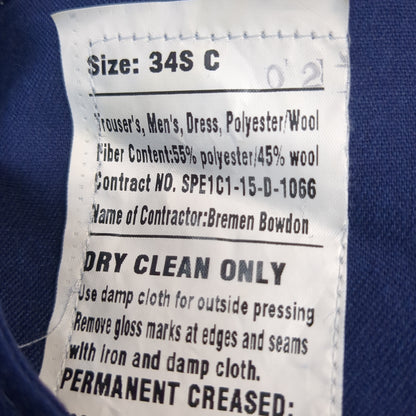 Size: 34S C
02
Trouser's, Men's, Dress, Polyester/Wool
Fiber Content:55% polyester/45% wool
Contract NO. SPE1C1-15-D-1066
Name of Contractor:Bremen Bowdon
DRY CLEAN ONLY
Use damp cloth for outside pressing
Remove gloss marks at edges and seams
with iron and damp cloth.
PERMANENT CREASED: